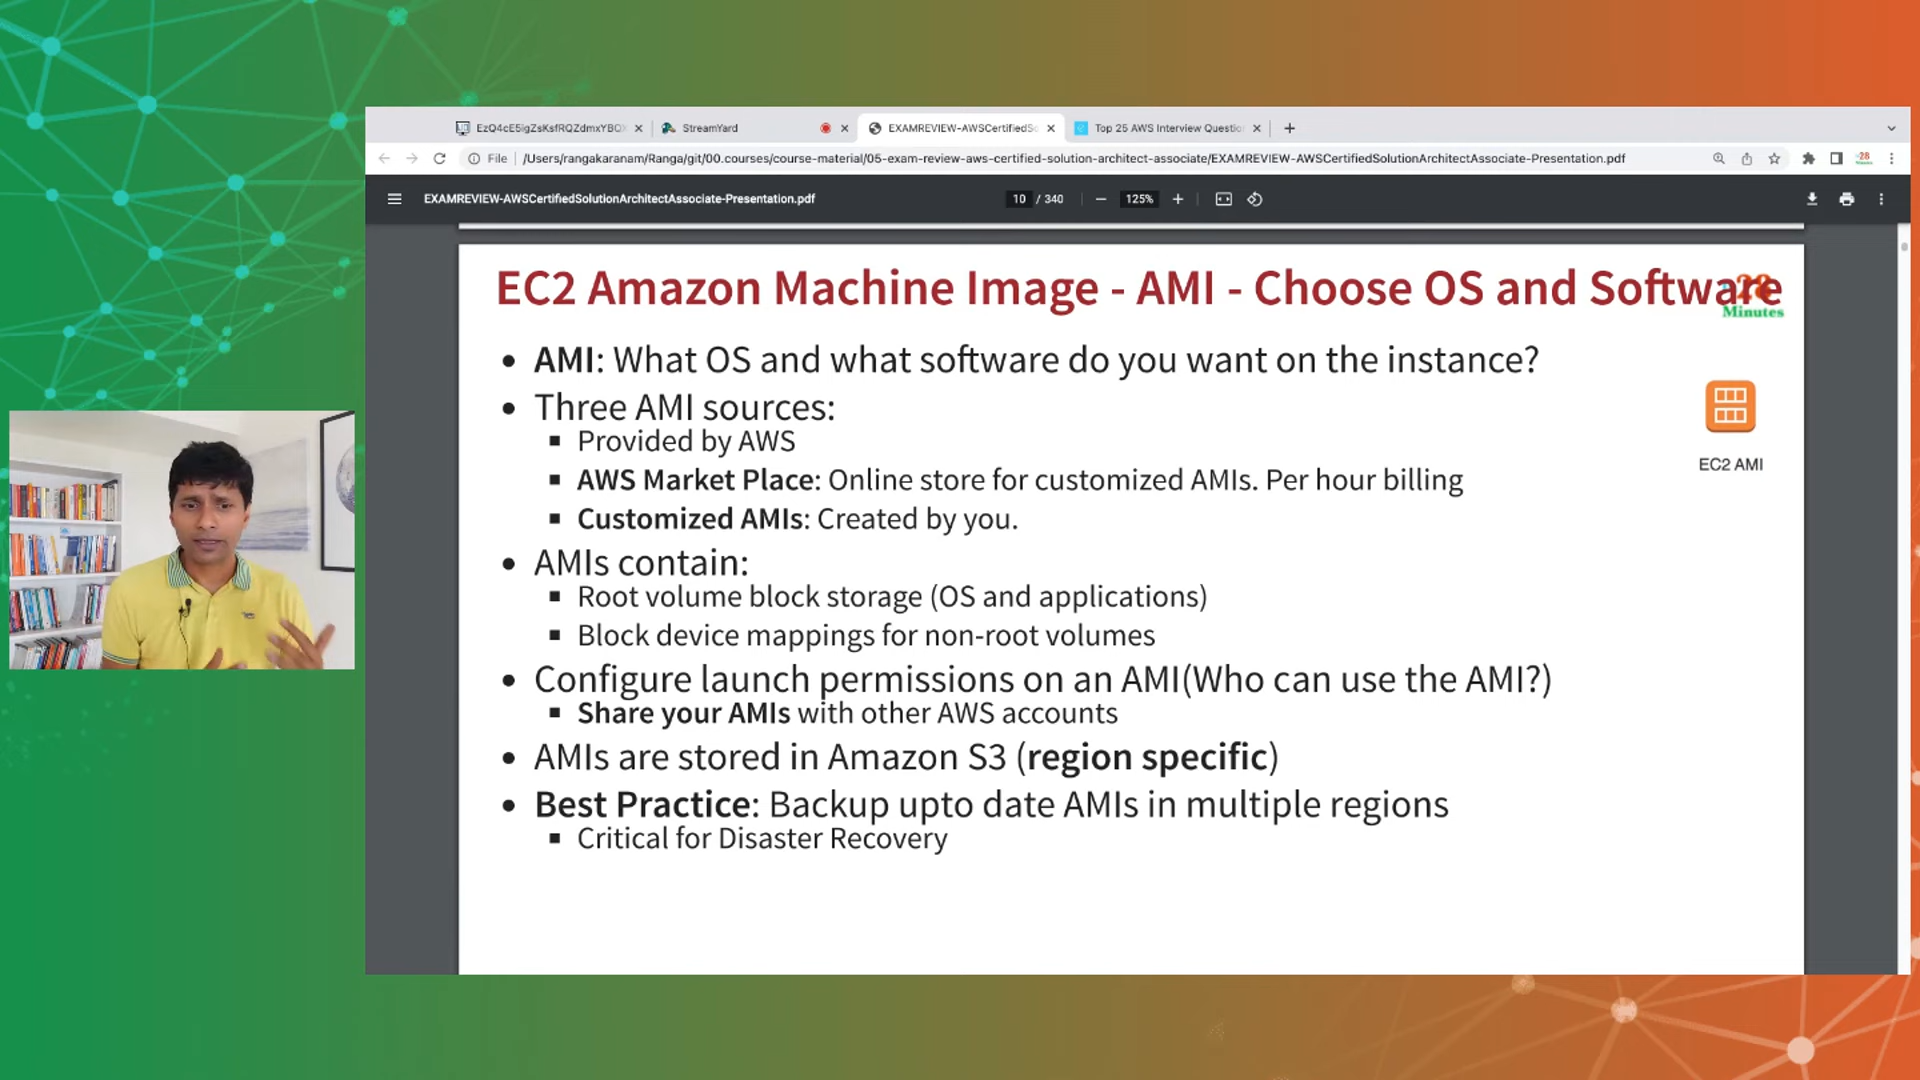 EzQ4cE5igZsKsfRQZdmxYBQX
StreamYard
EXAMREVIEW-AWSCertifiedSo
Top 25 AWS Interview Questio
File
/Users/rangakaranam/Ranga/git/00.courses/course-material/05-exam-review-aws-certified-solution-architect-associate/EXAMREVIEW-AWSCertifiedSolutionArchitectAssociate-Presentation.pdf
EXAMREVIEW-AWSCertifiedSolutionArchitectAssociate-Presentation.pdf
10 / 340
125%
EC2 Amazon Machine Image - AMI - Choose OS and Software
28
Minutes
• AMI: What OS and what software do you want on the instance?
• Three AMI sources:
▪ Provided by AWS
▪ AWS Market Place: Online store for customized AMIs. Per hour billing
▪ Customized AMIs: Created by you.
EC2 AMI
• AMIs contain:
▪ Root volume block storage (OS and applications)
▪ Block device mappings for non-root volumes
• Configure launch permissions on an AMI(Who can use the AMI?)
▪ Share your AMIs with other AWS accounts
• AMIs are stored in Amazon S3 (region specific)
• Best Practice: Backup upto date AMIs in multiple regions
▪ Critical for Disaster Recovery